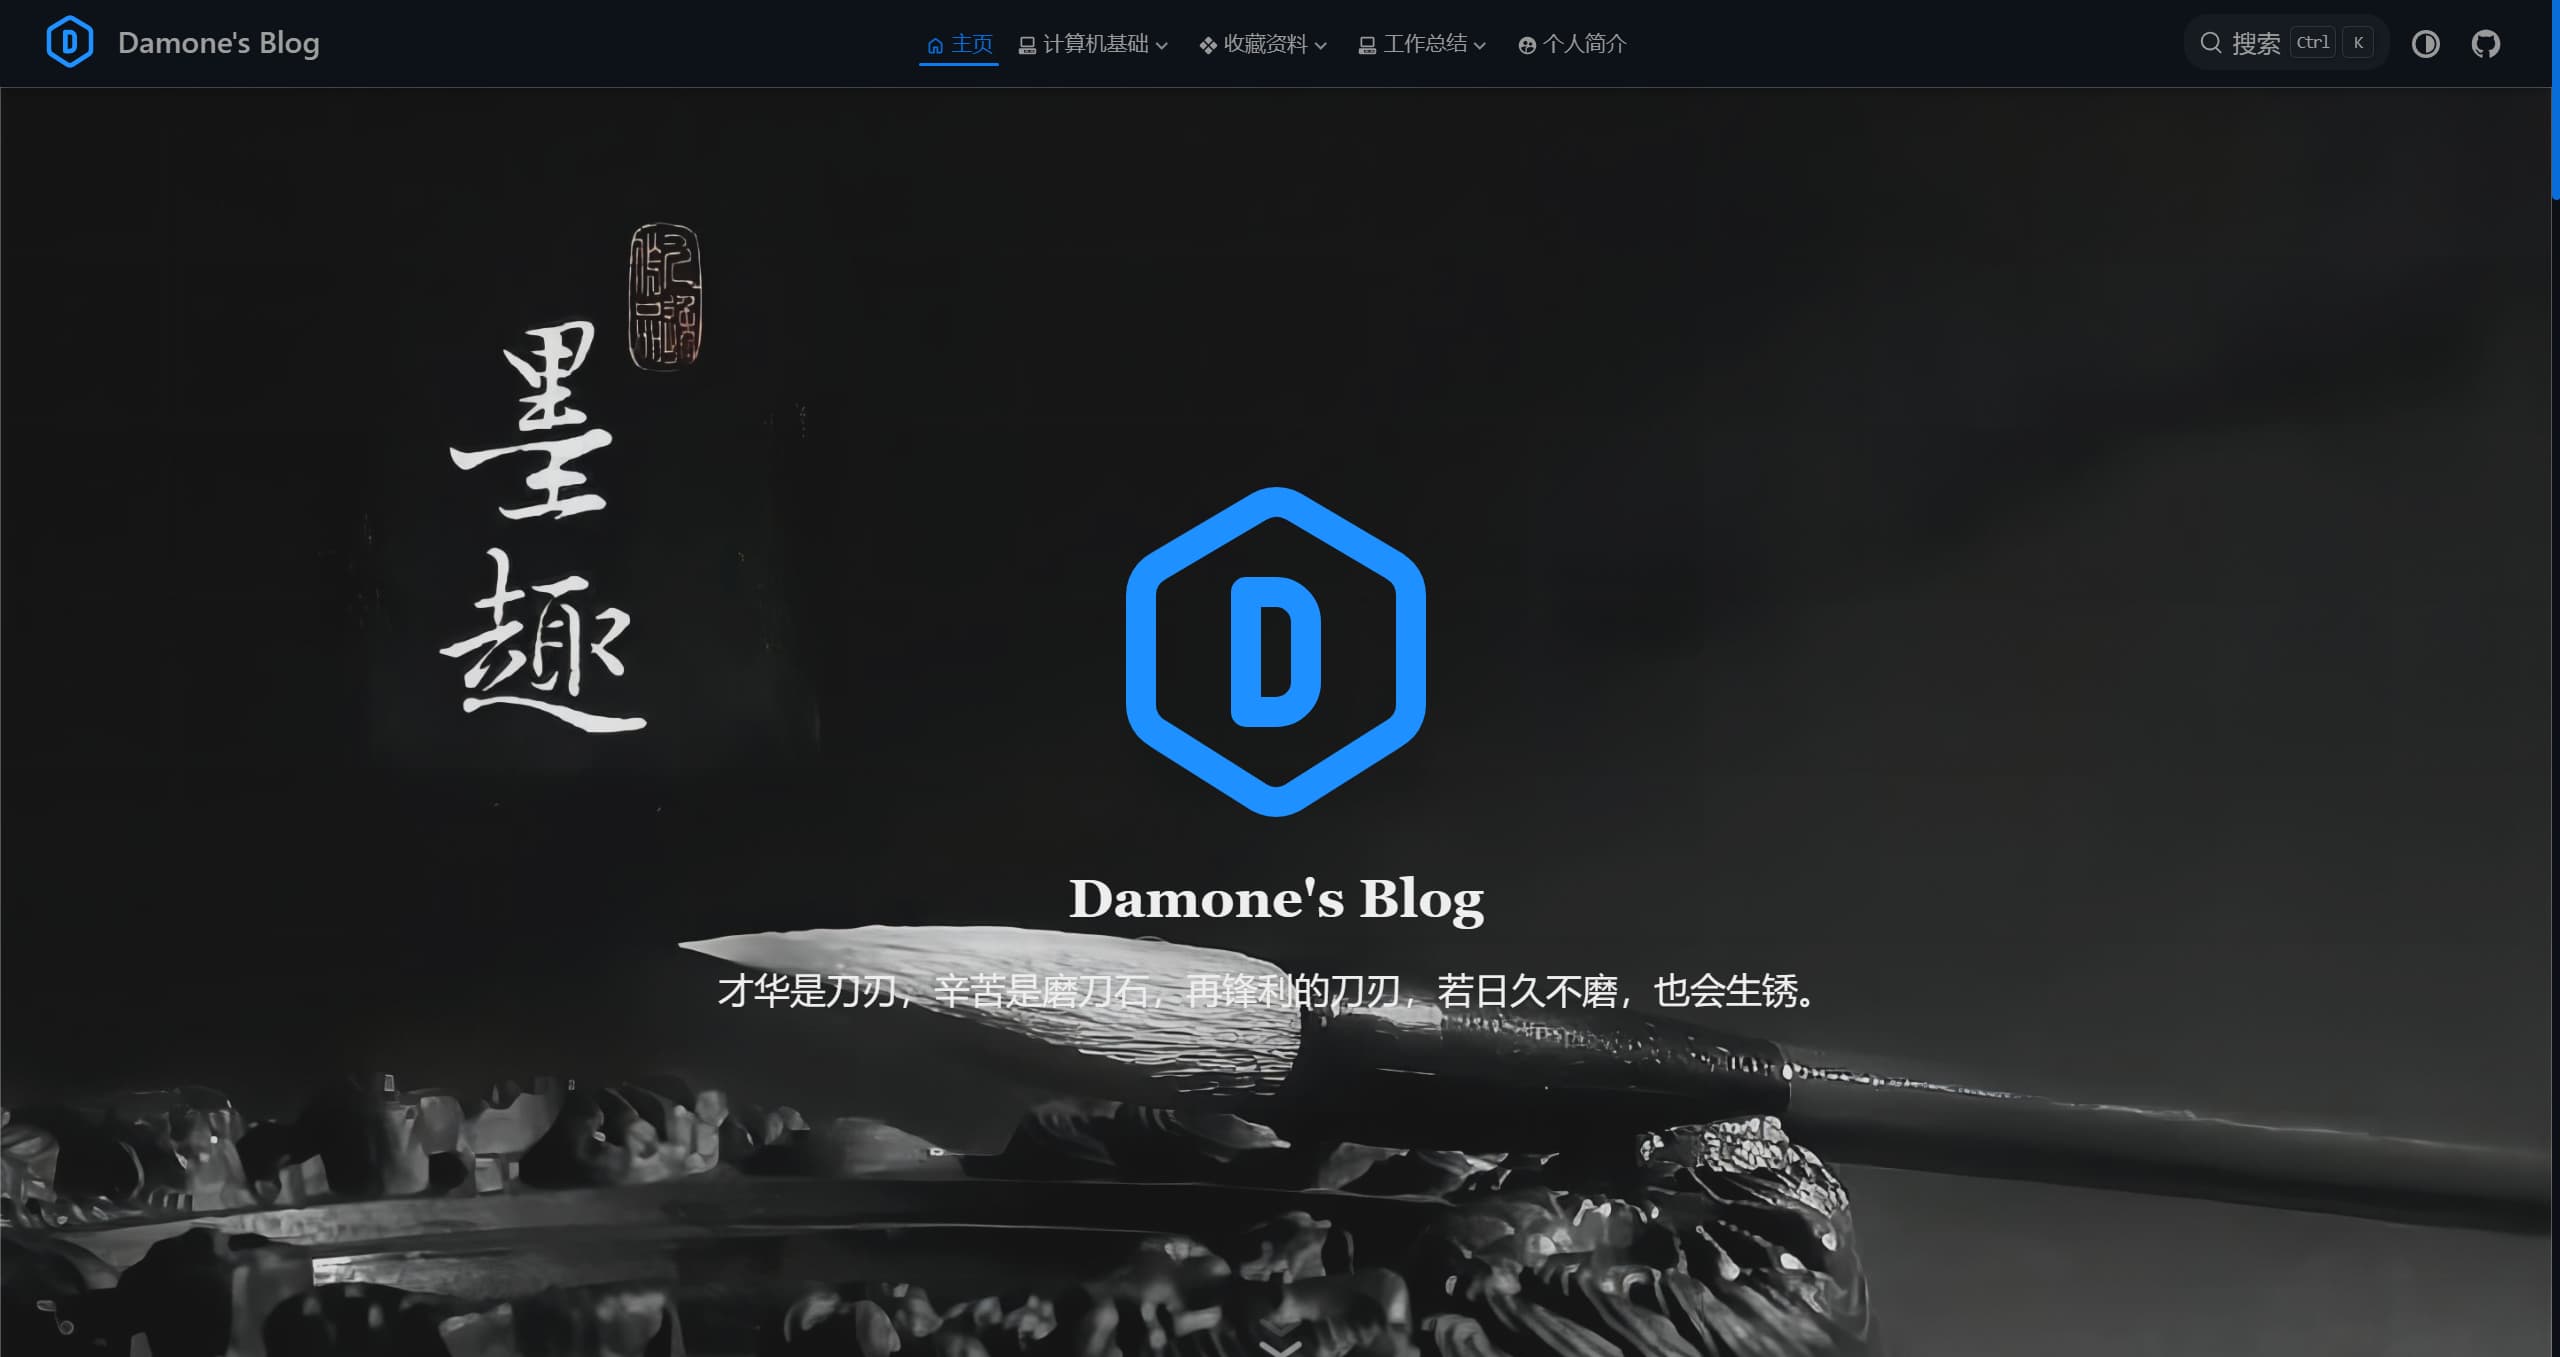 D Damone's Blog
主页 计算机基础 收藏资料 工作总结 个人简介
搜索 Ctrl K
墨
趣
D
Damone's Blog
才华是刀刃，辛苦是磨刀石，再锋利的刀刃，若日久不磨，也会生锈。